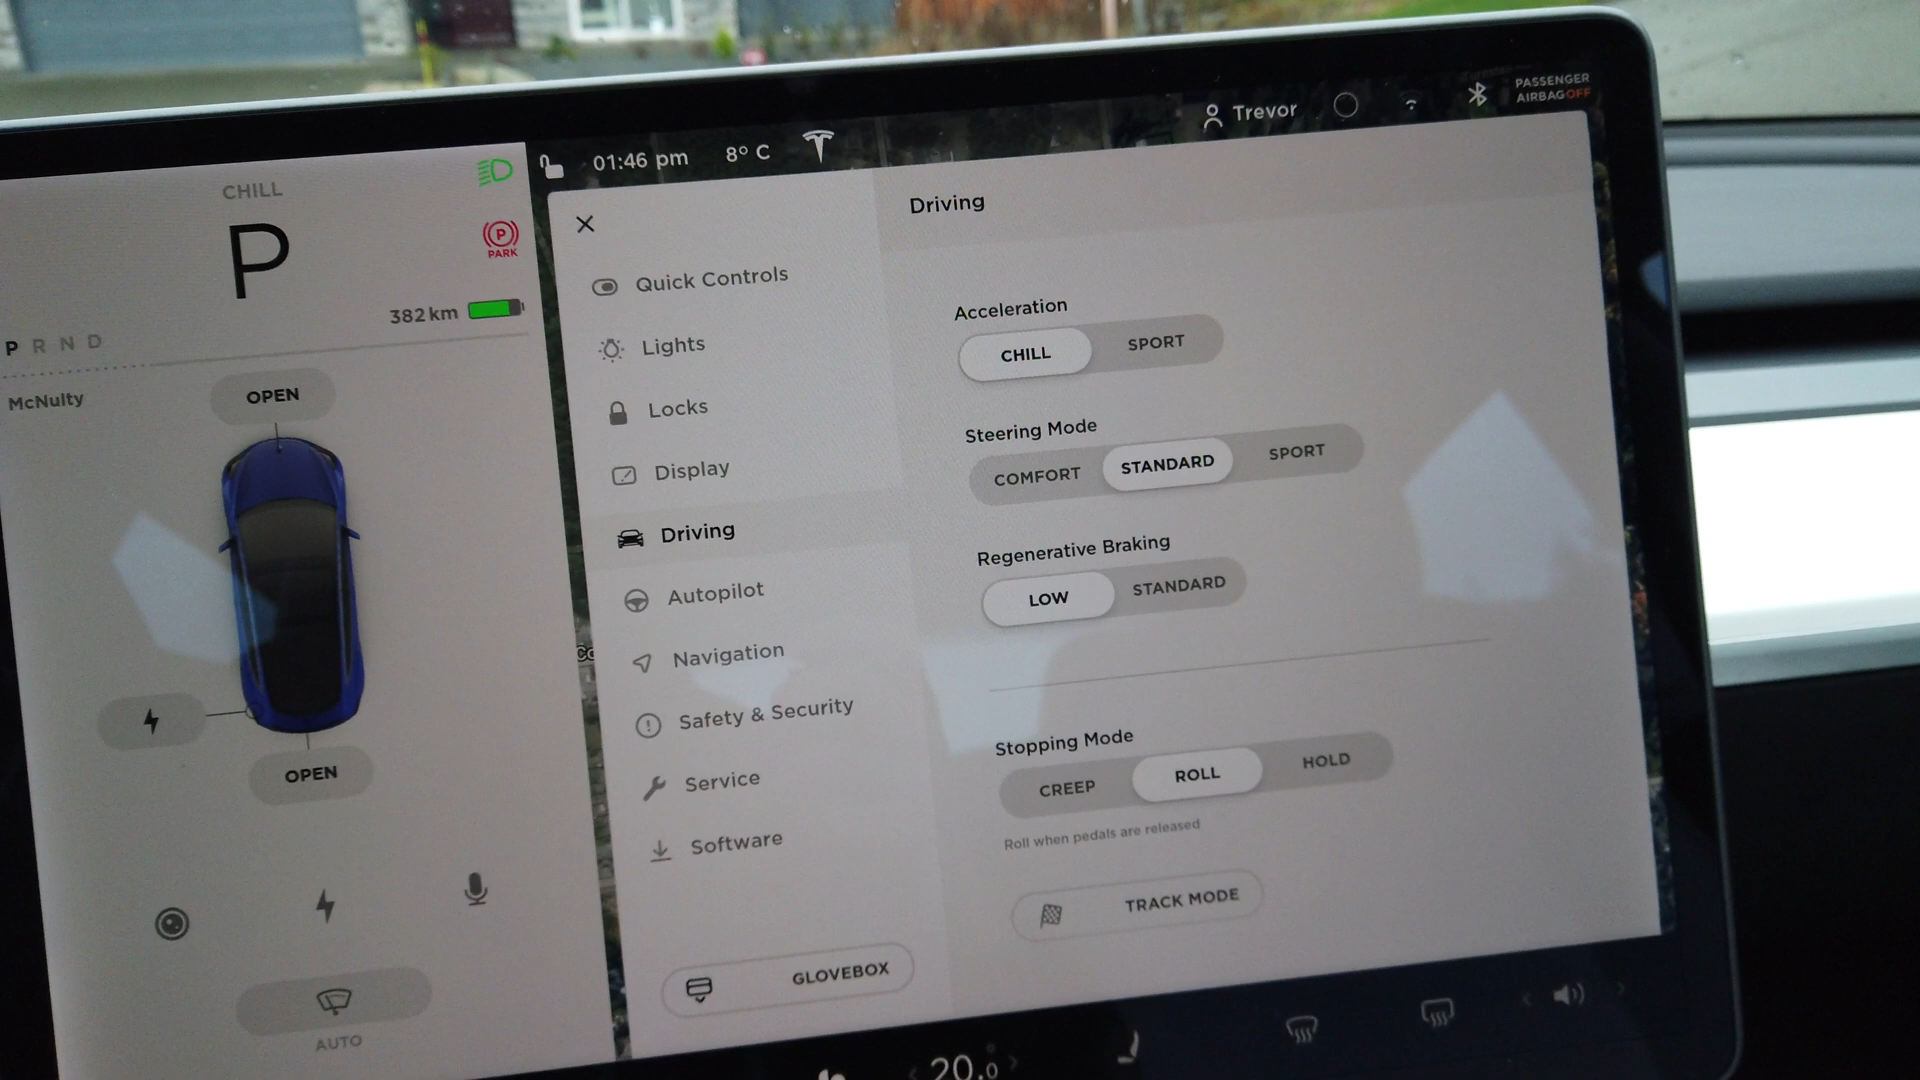 CHILL
P
PARK
382 km
P R N D
McNulty
OPEN
OPEN
AUTO
01:46 pm
8° C
Trevor
PASSENGER
AIRBAG OFF
Driving
Quick Controls
Lights
Locks
Display
Driving
Autopilot
Navigation
Safety & Security
Service
Software
GLOVEBOX
Acceleration
CHILL SPORT
Steering Mode
COMFORT STANDARD SPORT
Regenerative Braking
LOW STANDARD
Stopping Mode
CREEP ROLL HOLD
Roll when pedals are released
TRACK MODE
20.0